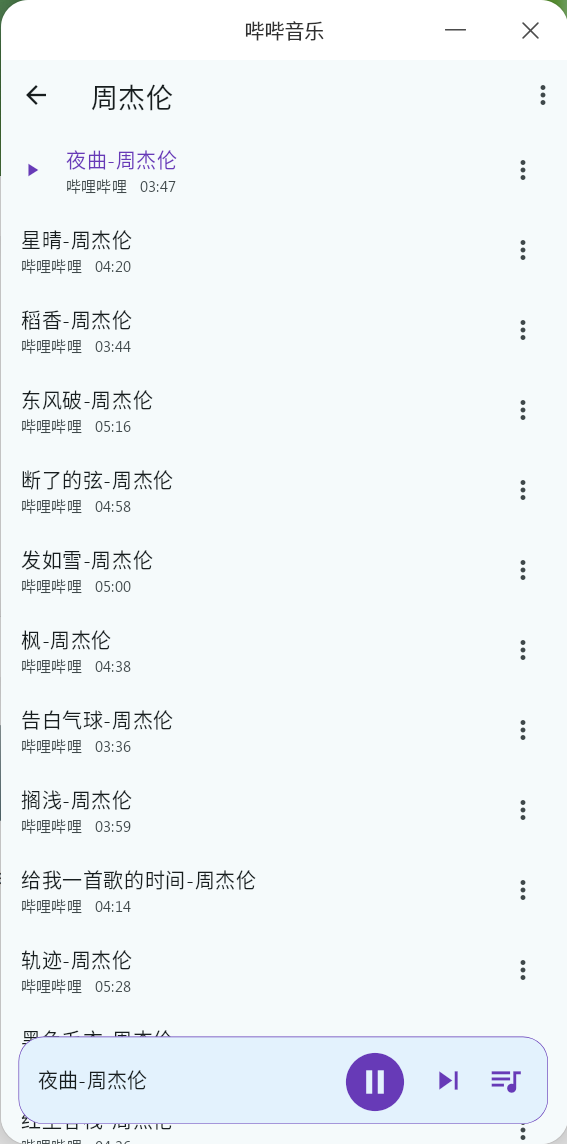 哔哔音乐
周杰伦
夜曲-周杰伦
哔哩哔哩 03:47
星晴-周杰伦
哔哩哔哩 04:20
稻香-周杰伦
哔哩哔哩 03:44
东风破-周杰伦
哔哩哔哩 05:16
断了的弦-周杰伦
哔哩哔哩 04:58
发如雪-周杰伦
哔哩哔哩 05:00
枫-周杰伦
哔哩哔哩 04:38
告白气球-周杰伦
哔哩哔哩 03:36
搁浅-周杰伦
哔哩哔哩 03:59
给我一首歌的时间-周杰伦
哔哩哔哩 04:14
轨迹-周杰伦
哔哩哔哩 05:28
夜曲-周杰伦